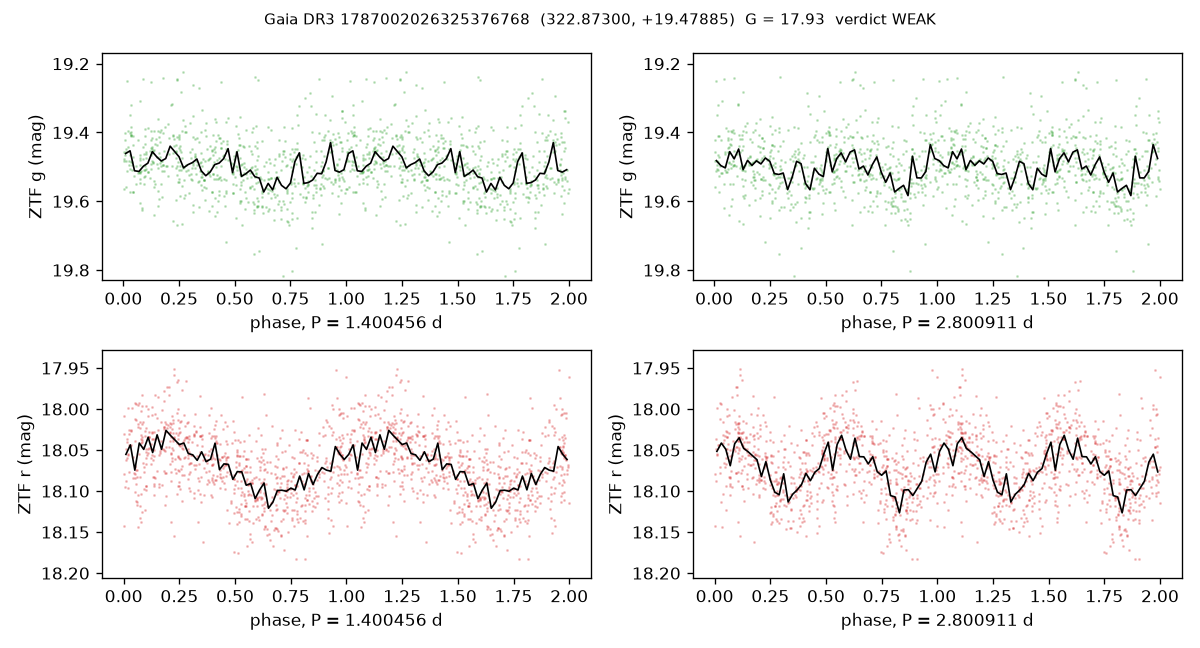 Gaia DR3 1787002026325376768  (322.87300, +19.47885)  G = 17.93  verdict WEAK
ZTF g (mag)
19.2
19.4
19.6
19.8
0.00 0.25 0.50 0.75 1.00 1.25 1.50 1.75 2.00
phase, P = 1.400456 d
ZTF g (mag)
19.2
19.4
19.6
19.8
0.00 0.25 0.50 0.75 1.00 1.25 1.50 1.75 2.00
phase, P = 2.800911 d
ZTF r (mag)
17.95
18.00
18.05
18.10
18.15
18.20
0.00 0.25 0.50 0.75 1.00 1.25 1.50 1.75 2.00
phase, P = 1.400456 d
ZTF r (mag)
17.95
18.00
18.05
18.10
18.15
18.20
0.00 0.25 0.50 0.75 1.00 1.25 1.50 1.75 2.00
phase, P = 2.800911 d